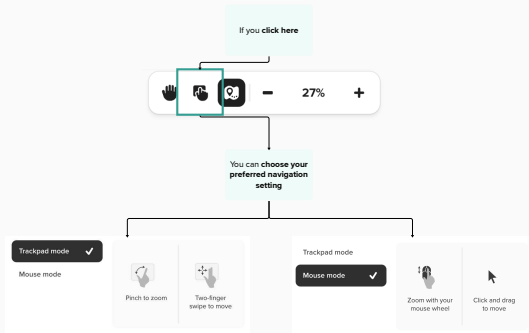 If you click here
27%
You can choose your
preferred navigation
setting
Trackpad mode
Mouse mode
Pinch to zoom
Two-finger
swipe to move
Trackpad mode
Mouse mode
Zoom with your
mouse wheel
Click and drag
to move